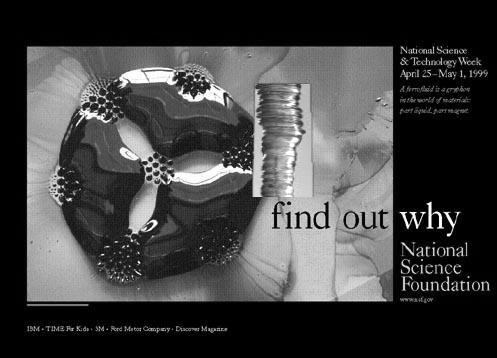 National Science
& Technology Week
April 25–May 1, 1999
A ferrofluid is a gryphon
in the world of materials:
part liquid, part magnet.
find out why
National
Science
Foundation
www.nsf.gov
IBM • TIME For Kids • 3M • Ford Motor Company • Discover Magazine